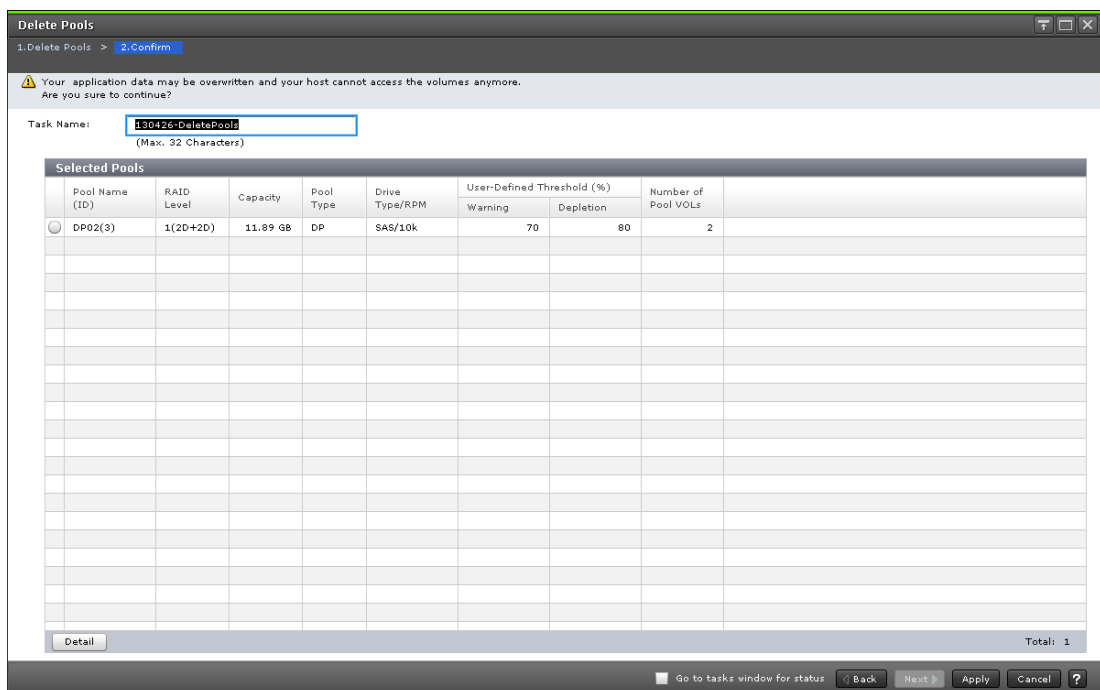 Delete Pools
1.Delete Pools > 2.Confirm
Your application data may be overwritten and your host cannot access the volumes anymore.
Are you sure to continue?
Task Name: 130426-DeletePools
(Max. 32 Characters)
Selected Pools
Pool Name (ID) RAID Level Capacity Pool Type Drive Type/RPM User-Defined Threshold (%) Warning Depletion Number of Pool VOLs
DP02(3) 1(2D+2D) 11.89 GB DP SAS/10k 70 80 2
Detail Total: 1
Go to tasks window for status Back Next Apply Cancel ?